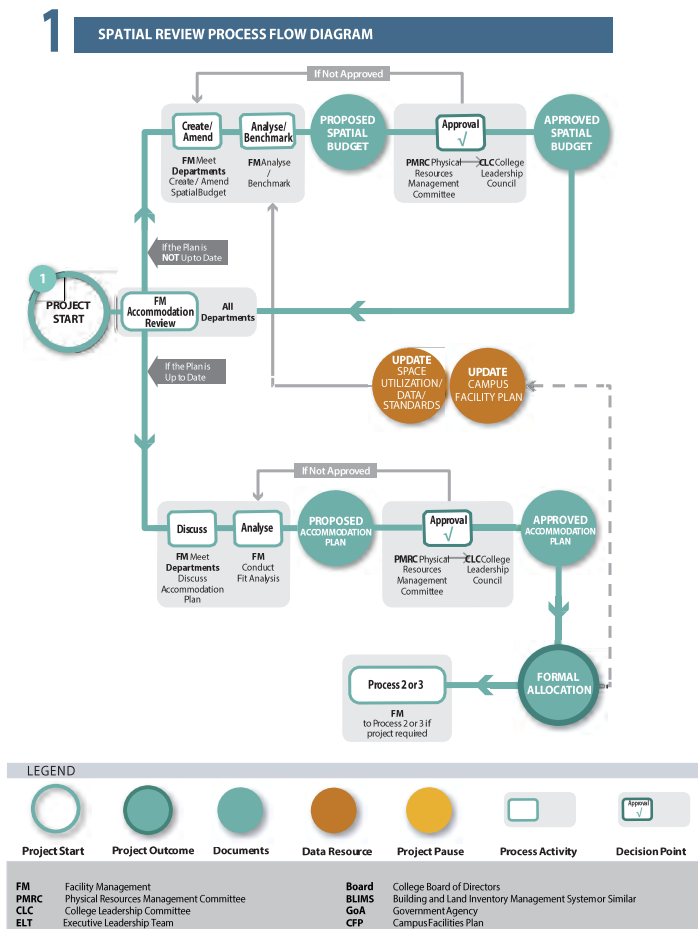 1 SPATIAL REVIEW PROCESS FLOW DIAGRAM
If Not Approved
Create/
Amend
Analyse/
Benchmark
PROPOSED
SPATIAL
BUDGET
Approval
√
APPROVED
SPATIAL
BUDGET
FM Meet
Departments
Create / Amend
SpatialBudget
FMAnalyse
/
Benchmark
PMRC Physical
Resources
Management
Committee
CLCCollege
Leadership
Council
If the Plan is
NOT Up to Date
1
PROJECT
START
FM
Accommodation
Review
All
Departments
If the Plan is
Up to Date
UPDATE
SPACE
UTILIZATION/
DATA/
STANDARDS
UPDATE
CAMPUS
FACILITY PLAN
If Not Approved
Discuss
Analyse
PROPOSED
ACCOMMODATION
PLAN
Approval
√
APPROVED
ACCOMMODATION
PLAN
FM Meet
Departments
Discuss
Accommodation
Plan
FM
Conduct
Fit Analysis
PMRC Physical
Resources
Management
Committee
CLCCollege
Leadership
Council
FORMAL
ALLOCATION
Process 2 or 3
FM
to Process 2 or 3 if
project required
LEGEND
Approval
√
Project Start Project Outcome Documents Data Resource Project Pause Process Activity Decision Point
FM Facility Management
PMRC Physical Resources Management Committee
CLC College Leadership Committee
ELT Executive Leadership Team
Board College Board of Directors
BLIMS Building and Land Inventory Management System or Similar
GoA Government Agency
CFP Campus Facilities Plan